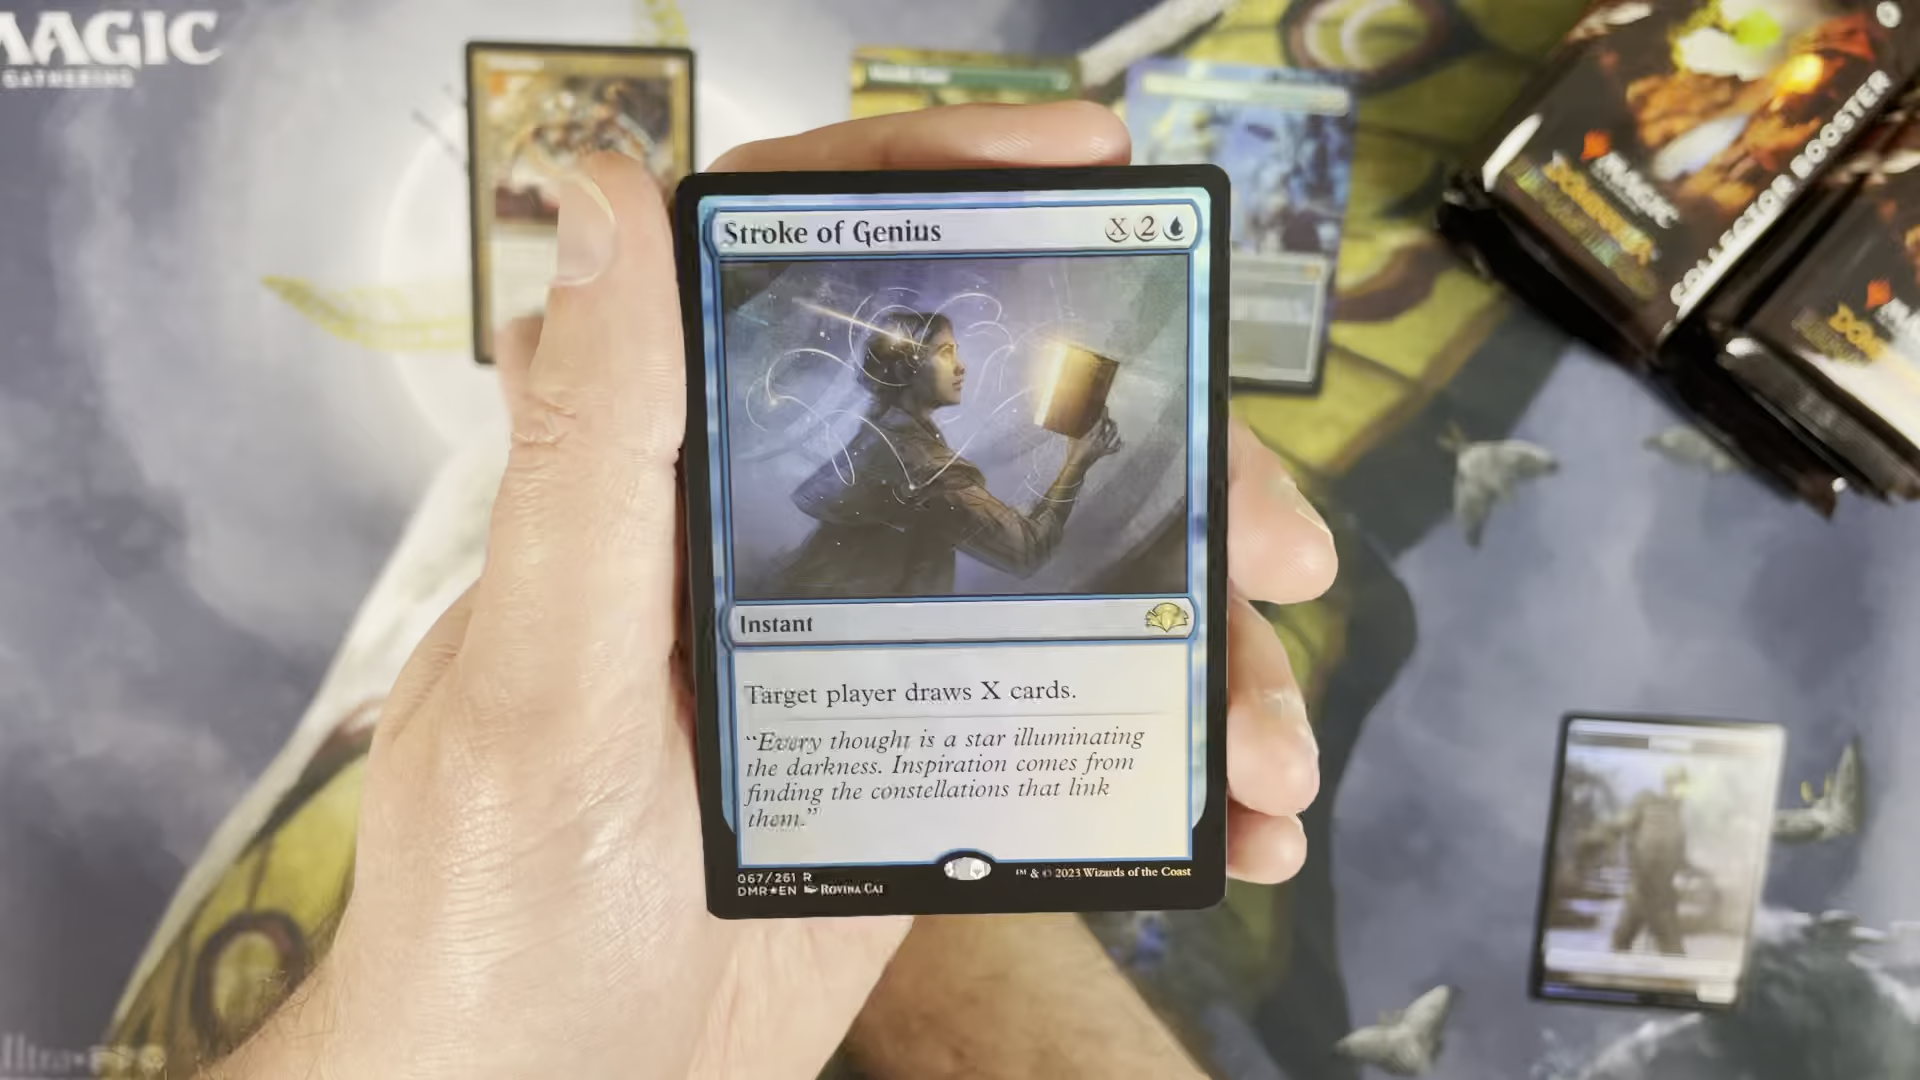 MAGIC
GATHERING
Stroke of Genius
X2
Instant
Target player draws X cards.
“Every thought is a star illuminating
the darkness. Inspiration comes from
finding the constellations that link
them.”
067/261 R
DMR★EN Rovina Cai
™ & © 2023 Wizards of the Coast
MAGIC
COLLECTOR BOOSTER